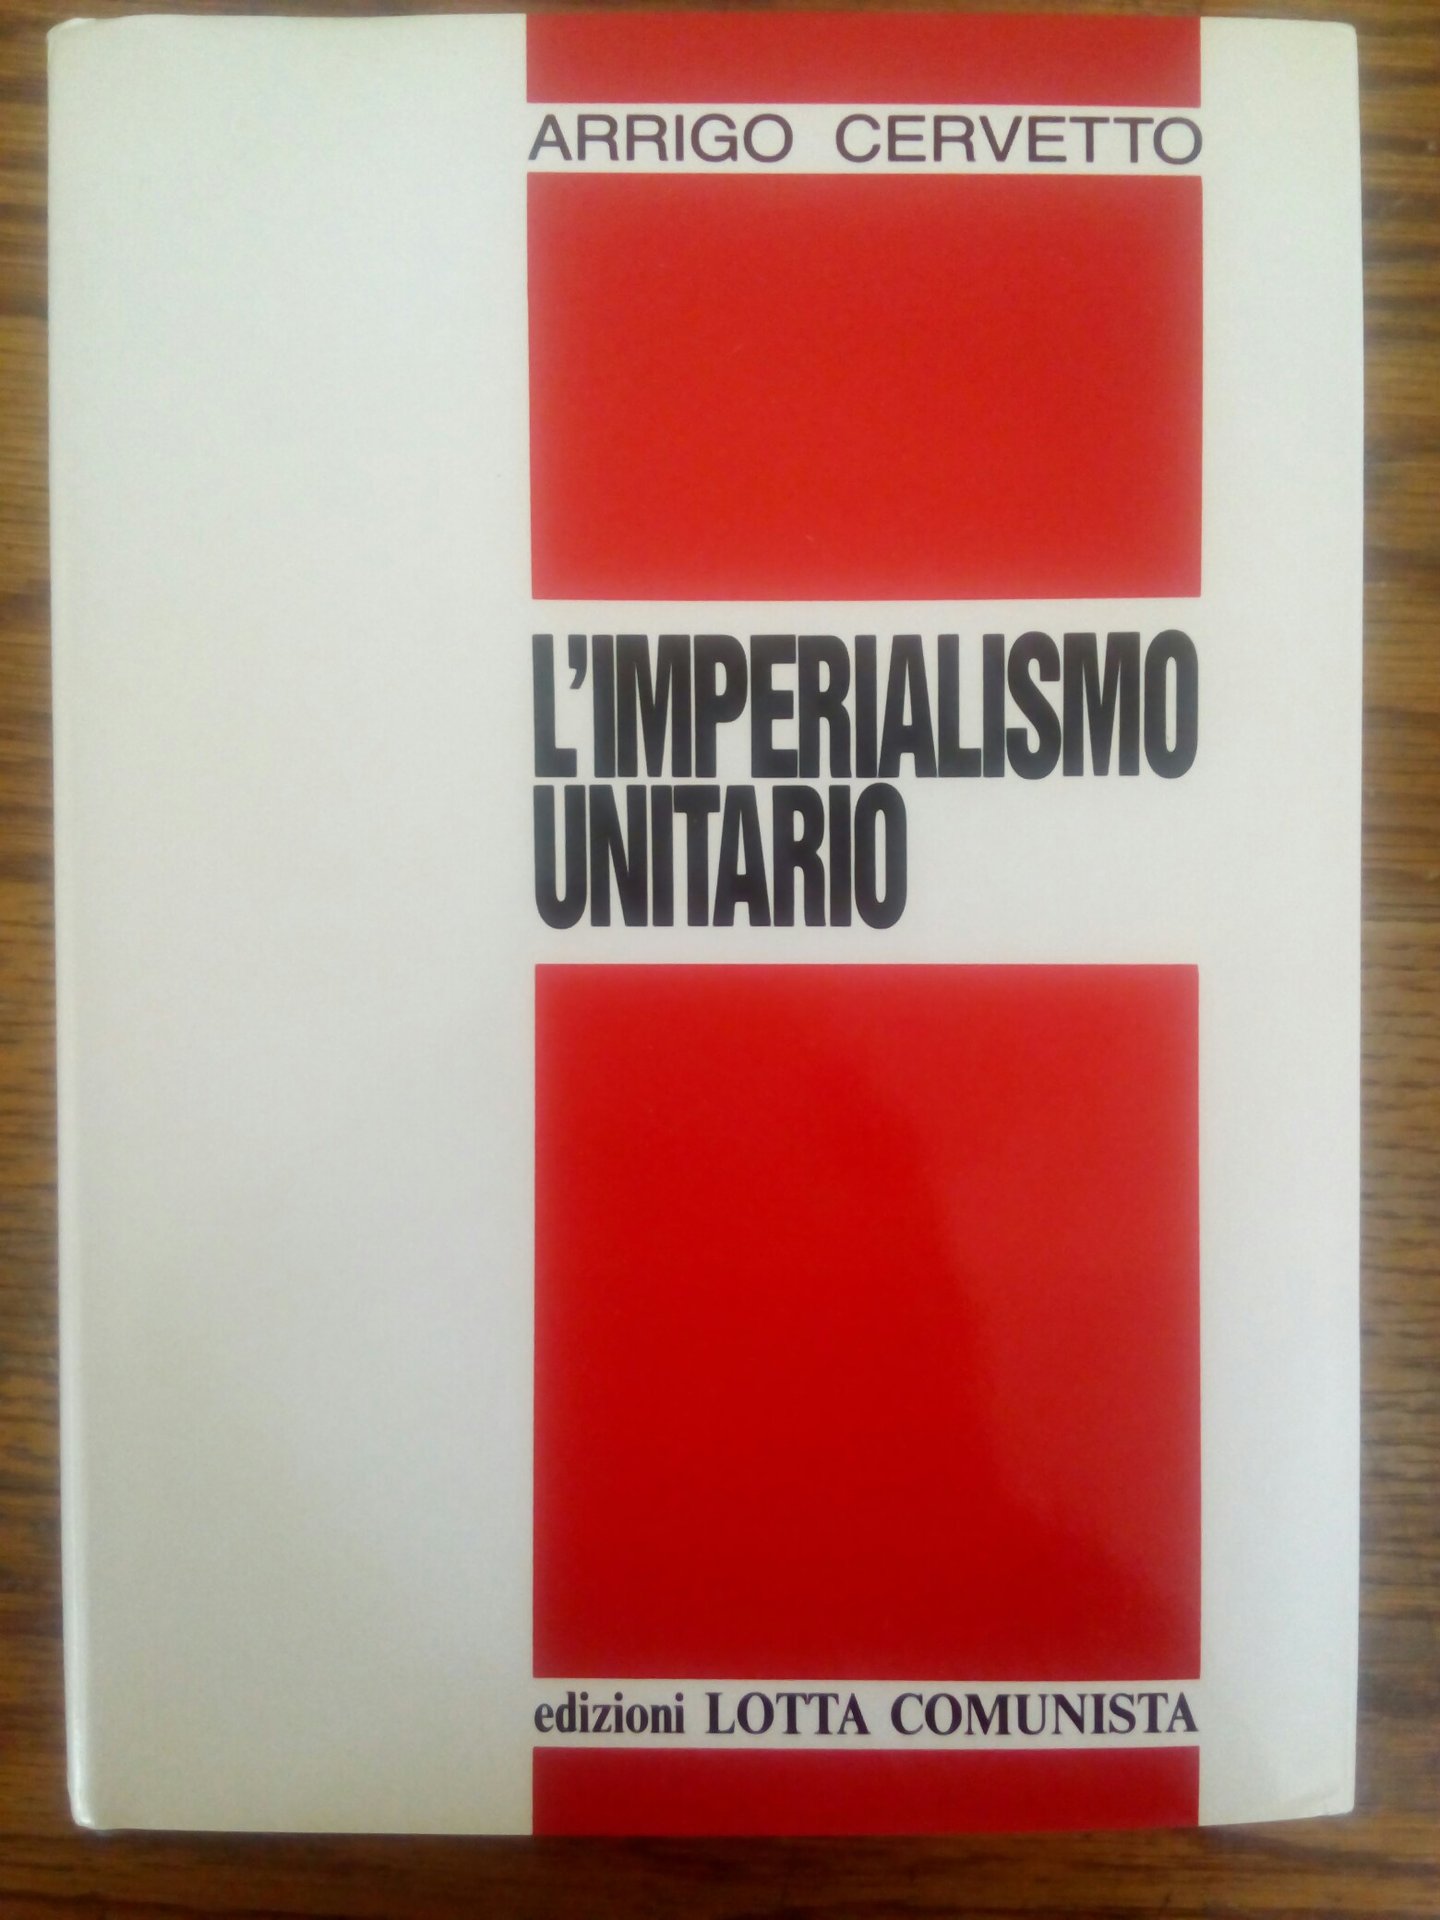 ARRIGO CERVETTO
L'IMPERIALISMO
UNITARIO
edizioni LOTTA COMUNISTA